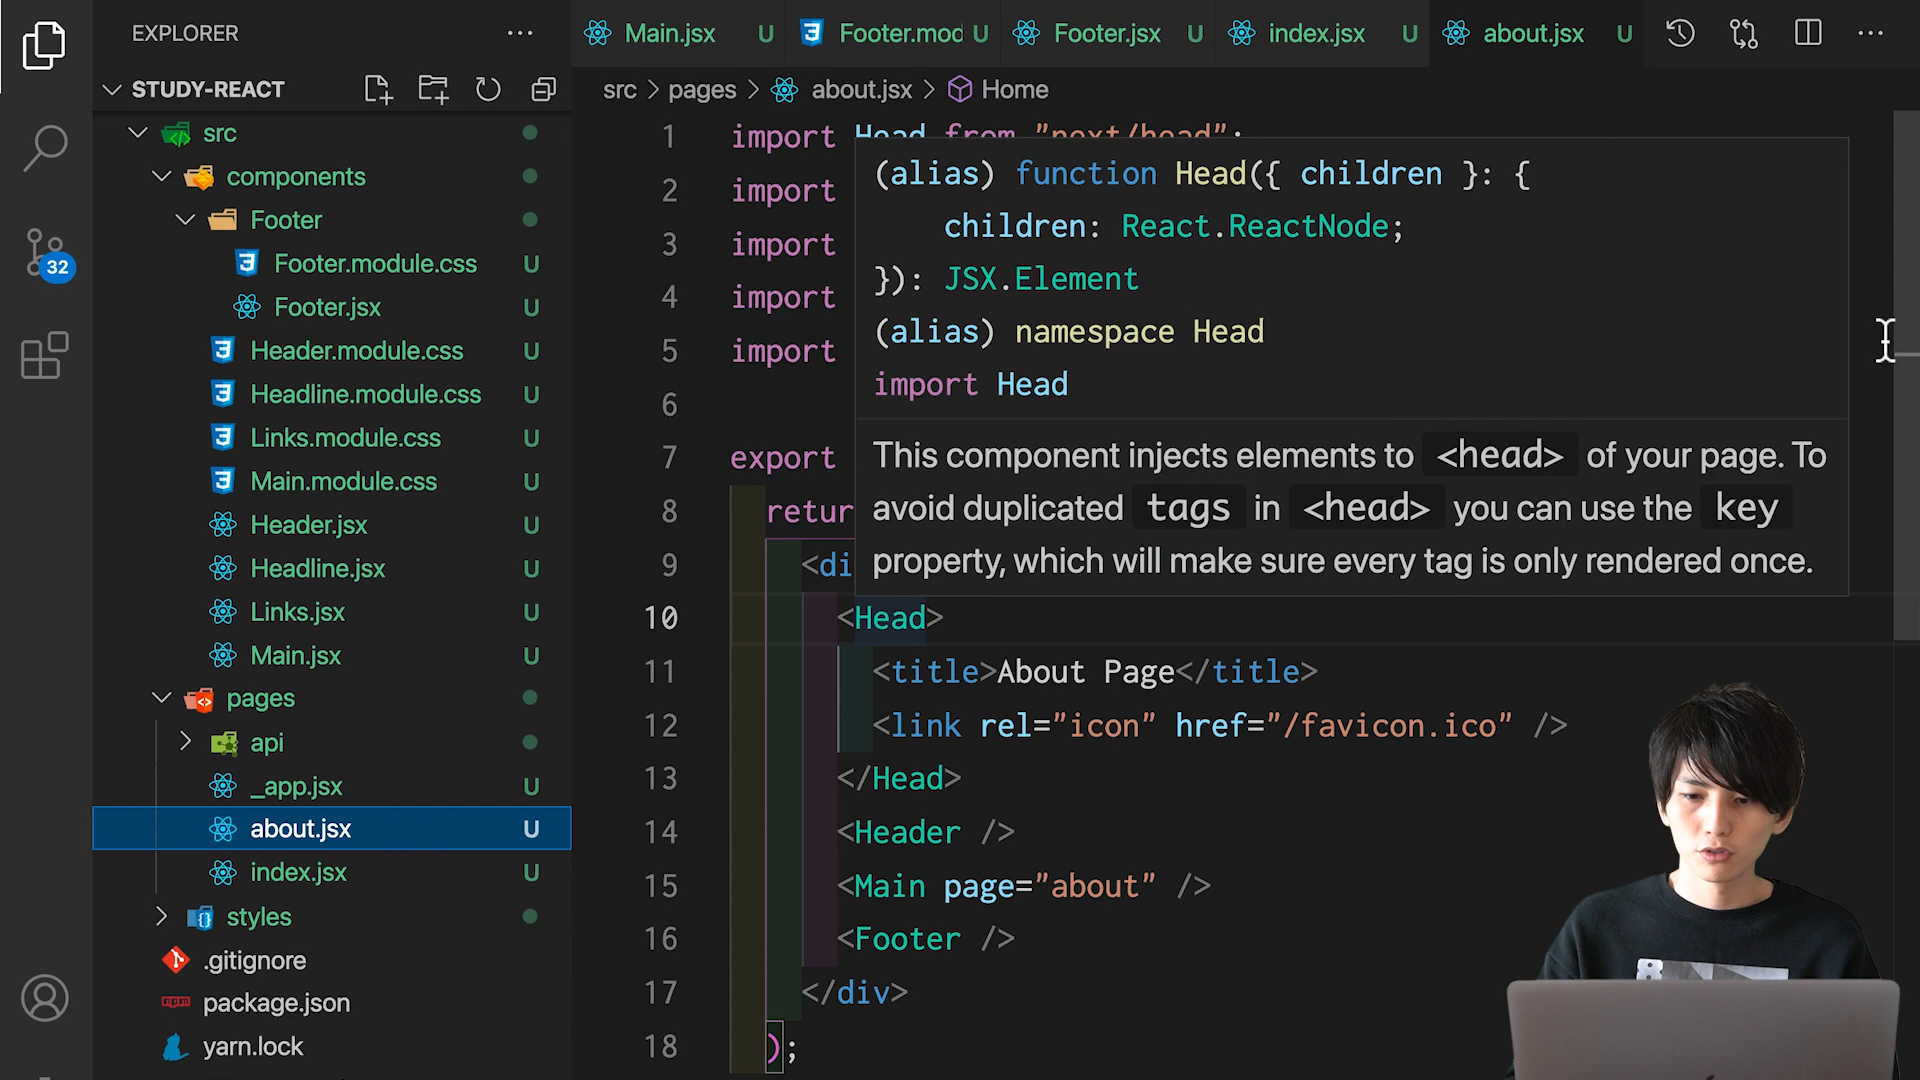 EXPLORER
STUDY-REACT
src
components
Footer
Footer.module.css U
Footer.jsx U
Header.module.css U
Headline.module.css U
Links.module.css U
Main.module.css U
Header.jsx U
Headline.jsx U
Links.jsx U
Main.jsx U
pages
api
_app.jsx U
about.jsx U
index.jsx U
styles
.gitignore
package.json
yarn.lock
32
Main.jsx U
Footer.mod U
Footer.jsx U
index.jsx U
about.jsx U
src > pages > about.jsx > Home
1 import Head from "next/head";
2 import
3 import
4 import
5 import
6
7 export
8 retur
9 <di
10 <Head>
11 <title>About Page</title>
12 <link rel="icon" href="/favicon.ico" />
13 </Head>
14 <Header />
15 <Main page="about" />
16 <Footer />
17 </div>
18 );
(alias) function Head({ children }: {
children: React.ReactNode;
}): JSX.Element
(alias) namespace Head
import Head
This component injects elements to <head> of your page. To
avoid duplicated tags in <head> you can use the key
property, which will make sure every tag is only rendered once.